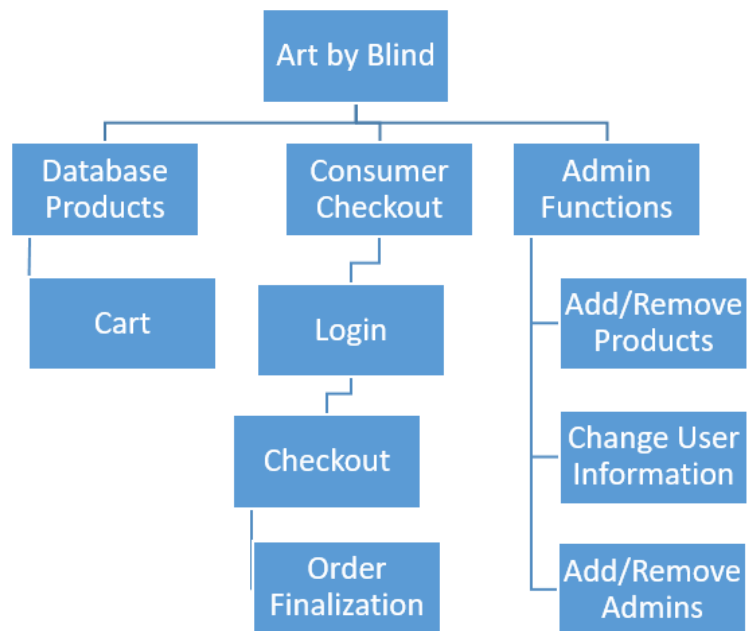 Art by Blind
Database
Products
Consumer
Checkout
Admin
Functions
Cart
Login
Add/Remove
Products
Checkout
Change User
Information
Order
Finalization
Add/Remove
Admins